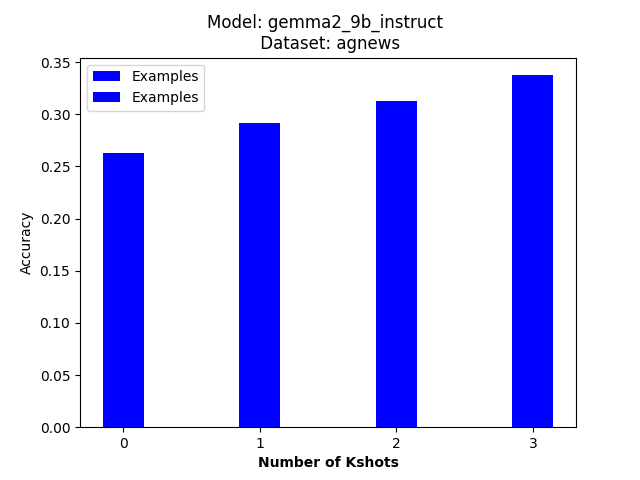 Model: gemma2_9b_instruct
Dataset: agnews
Examples
Examples
0.35
0.30
0.25
0.20
0.15
0.10
0.05
0.00
Accuracy
0 1 2 3
Number of Kshots